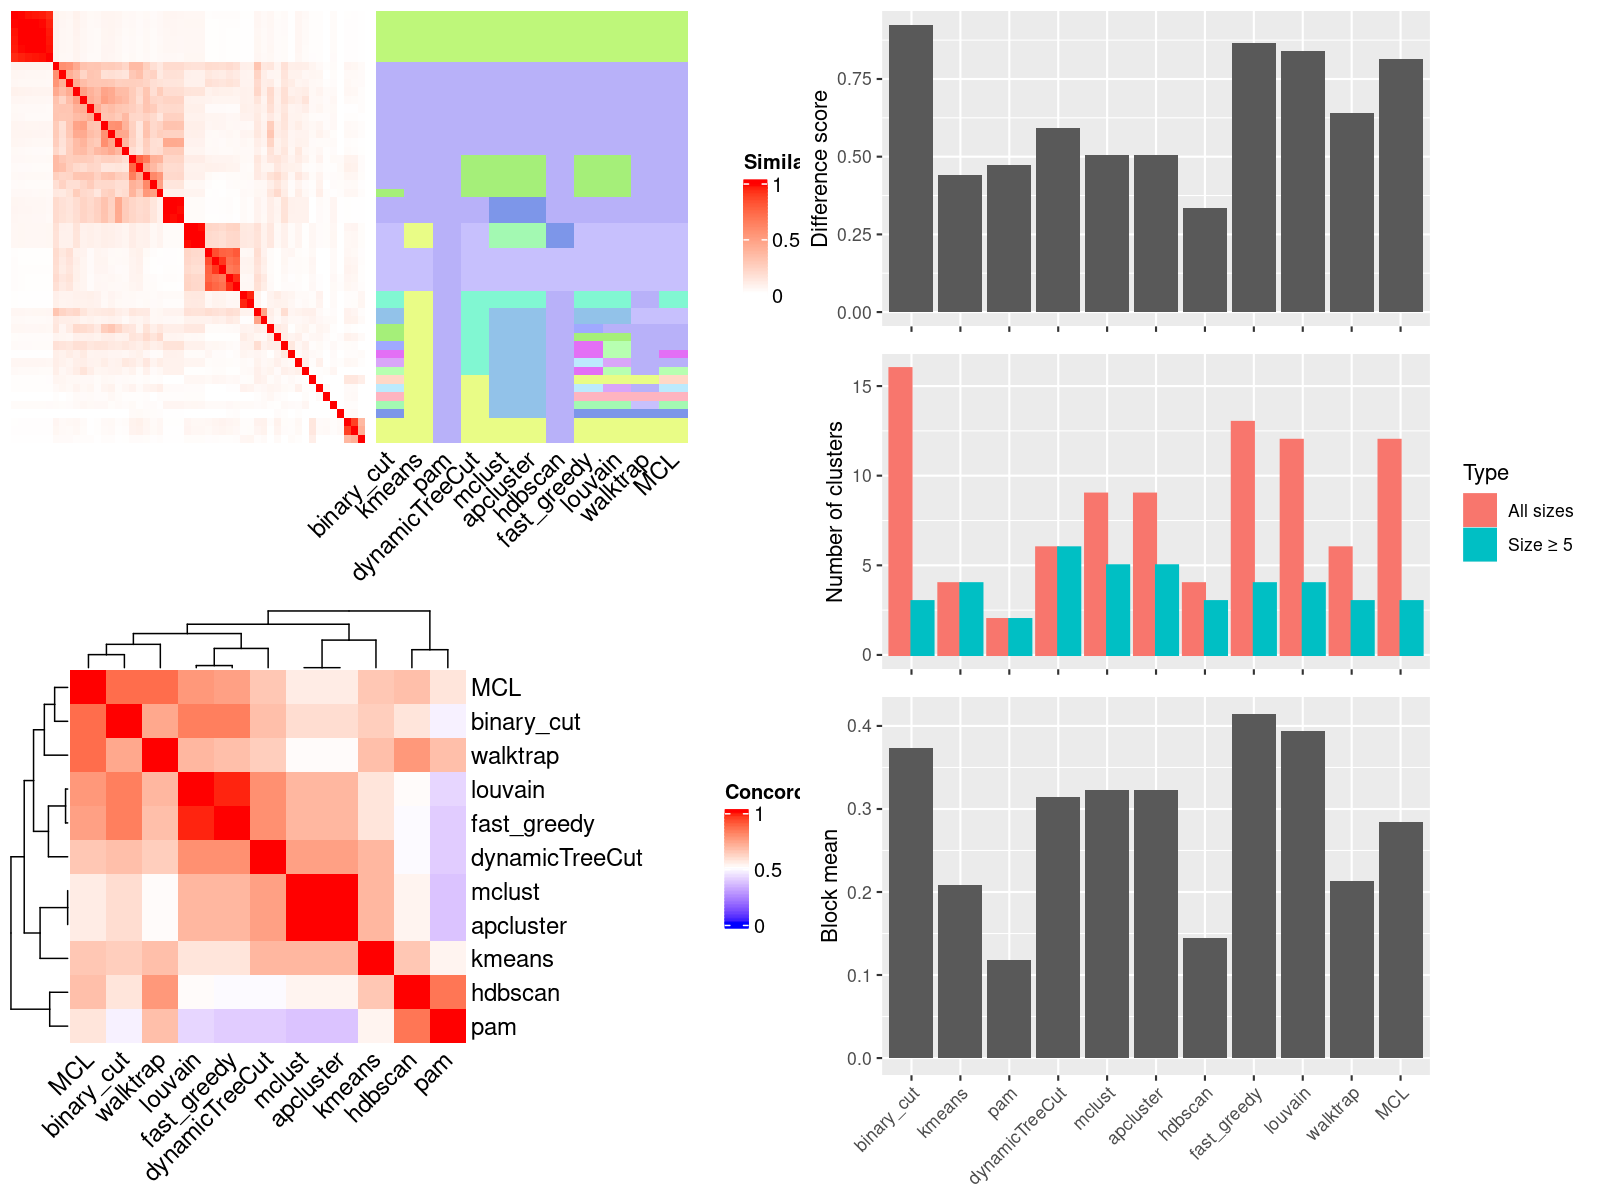 Simila
1
0.5
0
binary_cut
kmeans
pam
dynamicTreeCut
mclust
apcluster
hdbscan
fast_greedy
louvain
walktrap
MCL
MCL
binary_cut
walktrap
louvain
fast_greedy
dynamicTreeCut
mclust
apcluster
kmeans
hdbscan
pam
Concord
1
0.5
0
MCL
binary_cut
walktrap
louvain
fast_greedy
dynamicTreeCut
mclust
apcluster
kmeans
hdbscan
pam
Difference score
0.75
0.50
0.25
0.00
Number of clusters
15
10
5
0
Type
All sizes
Size ≥ 5
Block mean
0.4
0.3
0.2
0.1
0.0
binary_cut
kmeans
pam
dynamicTreeCut
mclust
apcluster
hdbscan
fast_greedy
louvain
walktrap
MCL